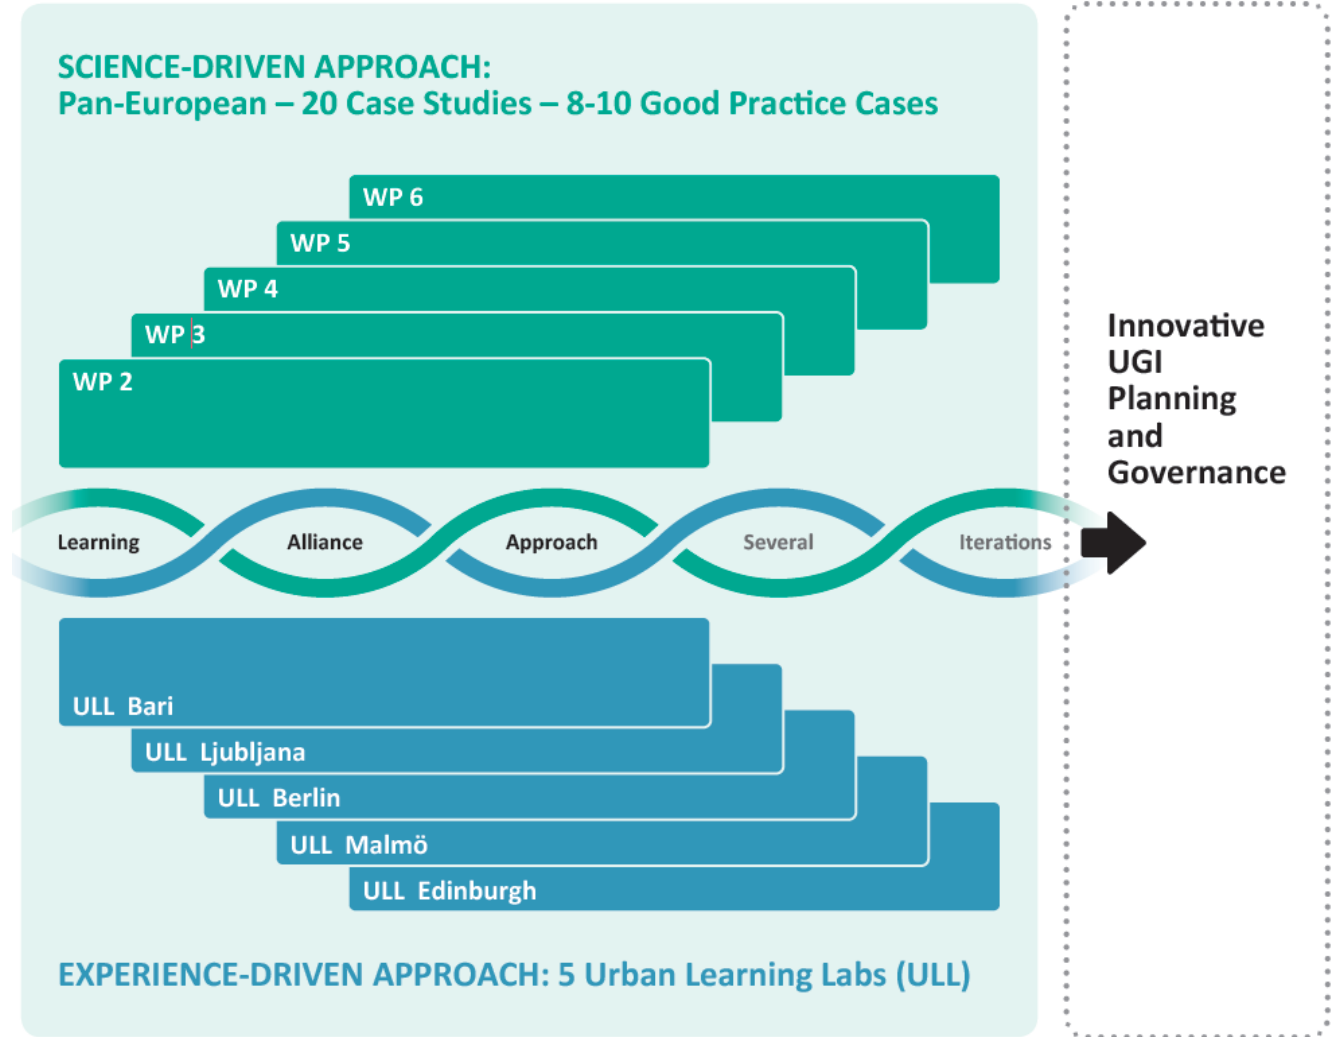 SCIENCE-DRIVEN APPROACH:
Pan-European – 20 Case Studies – 8-10 Good Practice Cases
WP 6
WP 5
WP 4
WP 3
WP 2
Innovative
UGI
Planning
and
Governance
Learning Alliance Approach Several Iterations
ULL Bari
ULL Ljubljana
ULL Berlin
ULL Malmö
ULL Edinburgh
EXPERIENCE-DRIVEN APPROACH: 5 Urban Learning Labs (ULL)